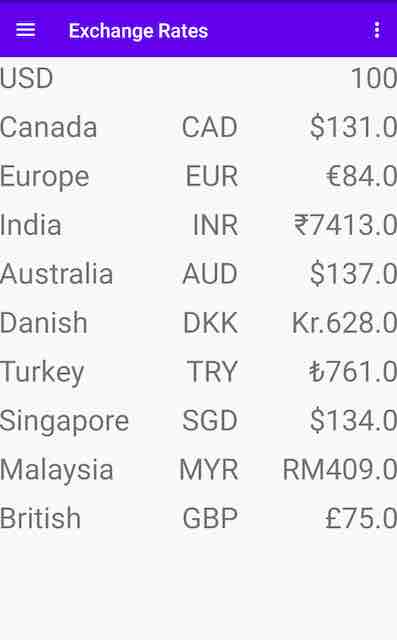 Exchange Rates
USD 100
Canada CAD $131.0
Europe EUR €84.0
India INR ₹7413.0
Australia AUD $137.0
Danish DKK Kr.628.0
Turkey TRY ₺761.0
Singapore SGD $134.0
Malaysia MYR RM409.0
British GBP £75.0